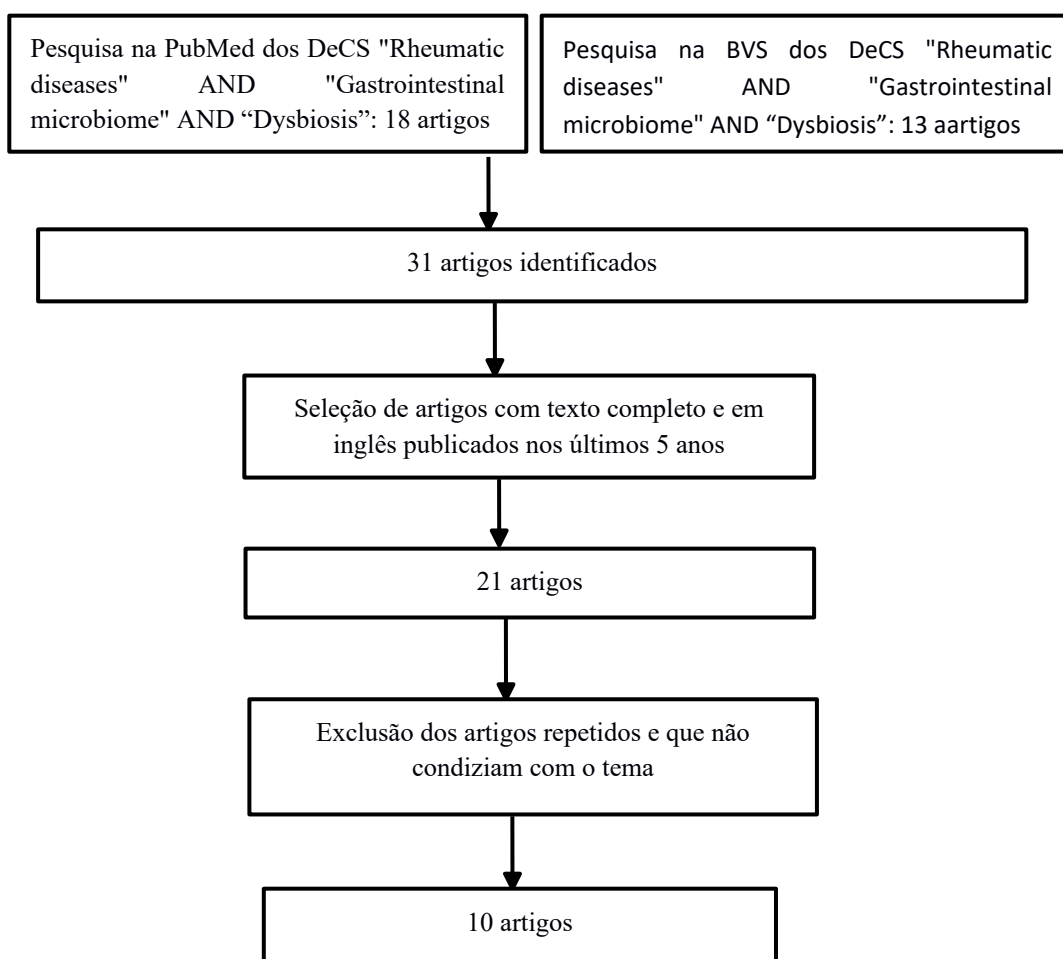 Pesquisa na PubMed dos DeCS "Rheumatic
diseases" AND "Gastrointestinal
microbiome" AND “Dysbiosis”: 18 artigos
Pesquisa na BVS dos DeCS "Rheumatic
diseases" AND "Gastrointestinal
microbiome" AND “Dysbiosis”: 13 aartigos
31 artigos identificados
Seleção de artigos com texto completo e em
inglês publicados nos últimos 5 anos
21 artigos
Exclusão dos artigos repetidos e que não
condiziam com o tema
10 artigos